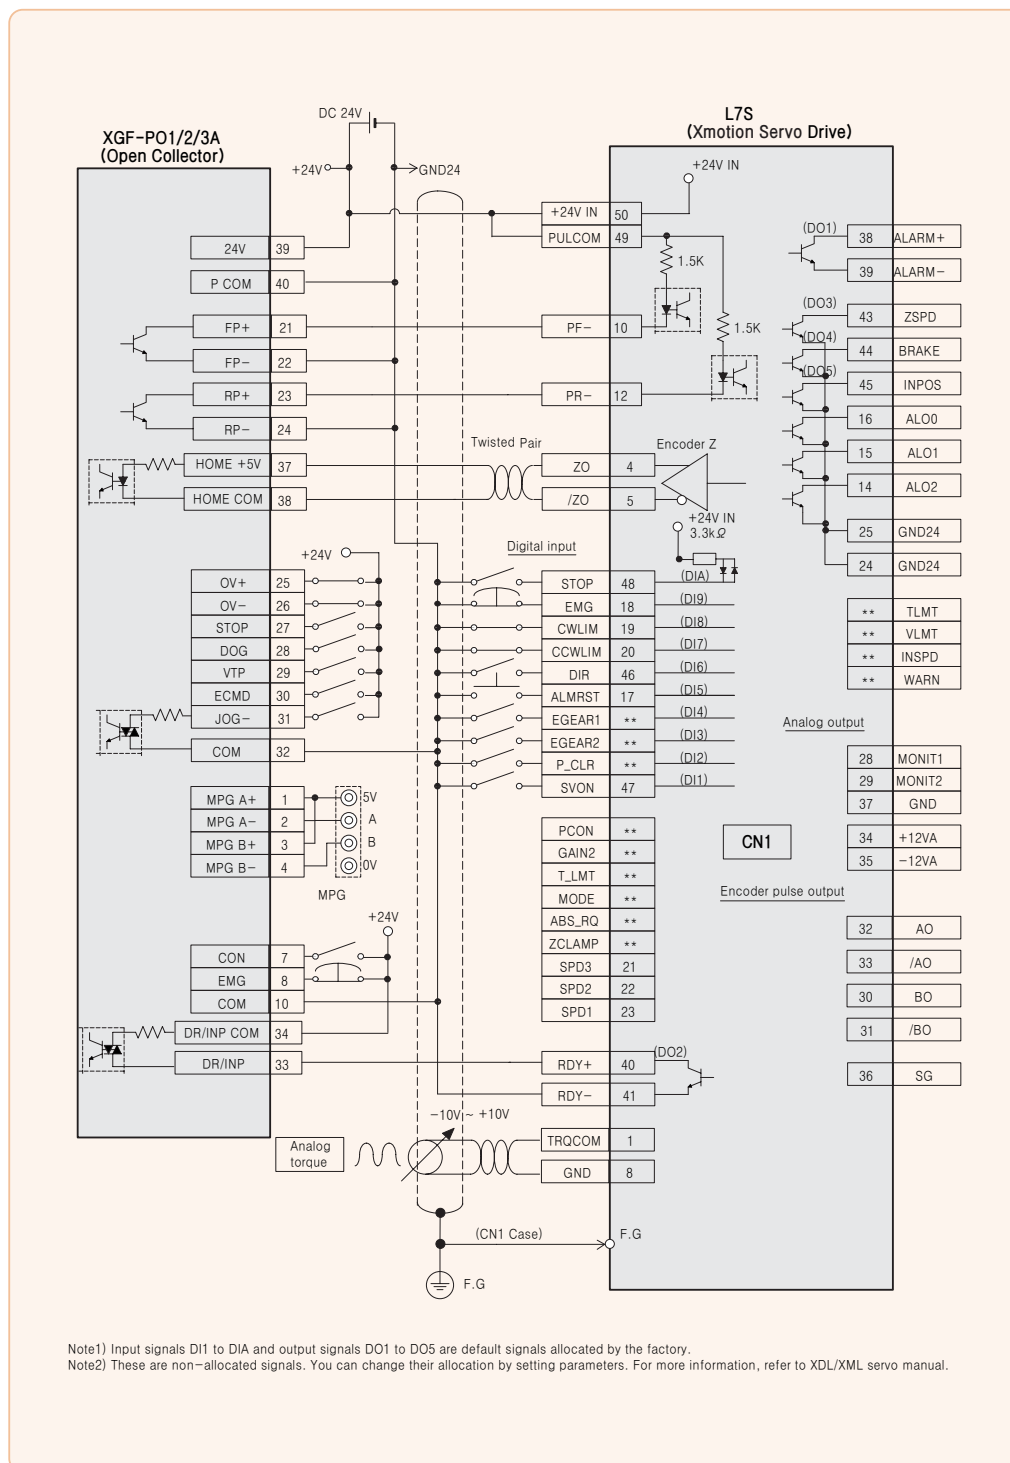 DC 24V
XGF-PO1/2/3A
(Open Collector)
L7S
(Xmotion Servo Drive)
+24V
GND24
+24V IN
24V 39
P COM 40
FP+ 21
FP- 22
RP+ 23
RP- 24
HOME +5V 37
HOME COM 38
+24V
OV+ 25
OV- 26
STOP 27
DOG 28
VTP 29
ECMD 30
JOG- 31
COM 32
MPG A+ 1
MPG A- 2
MPG B+ 3
MPG B- 4
5V
A
B
0V
MPG
+24V
CON 7
EMG 8
COM 10
DR/INP COM 34
DR/INP 33
Twisted Pair
Digital input
+24V IN 50
PULCOM 49
1.5K
1.5K
PF- 10
PR- 12
ZO 4
/ZO 5
Encoder Z
+24V IN
3.3kΩ
STOP 48 (DIA)
EMG 18 (DI9)
CWLIM 19 (DI8)
CCWLIM 20 (DI7)
DIR 46 (DI6)
ALMRST 17 (DI5)
EGEAR1 ** (DI4)
EGEAR2 ** (DI3)
P_CLR ** (DI2)
SVON 47 (DI1)
PCON **
GAIN2 **
T_LMT **
MODE **
ABS_RQ **
ZCLAMP **
SPD3 21
SPD2 22
SPD1 23
RDY+ 40 (DO2)
RDY- 41
-10V ~ +10V
Analog
torque
TRQCOM 1
GND 8
(CN1 Case)
F.G
F.G
(DO1)
38 ALARM+
39 ALARM-
(DO3)
43 ZSPD
(DO4)
44 BRAKE
(DO5)
45 INPOS
16 ALO0
15 ALO1
14 ALO2
25 GND24
24 GND24
** TLMT
** VLMT
** INSPD
** WARN
Analog output
28 MONIT1
29 MONIT2
37 GND
CN1
34 +12VA
35 -12VA
Encoder pulse output
32 AO
33 /AO
30 BO
31 /BO
36 SG
Note1) Input signals DI1 to DIA and output signals DO1 to DO5 are default signals allocated by the factory.
Note2) These are non-allocated signals. You can change their allocation by setting parameters. For more information, refer to XDL/XML servo manual.